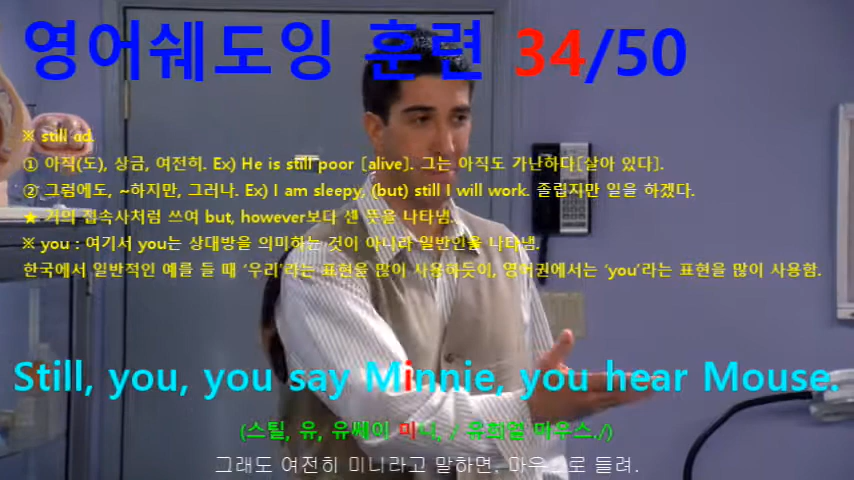 영어쉐도잉 훈련 34/50
※ still ad.
① 아직(도), 상금, 여전히. Ex) He is still poor [alive]. 그는 아직도 가난하다[살아 있다].
② 그럼에도, ~하지만, 그러나. Ex) I am sleepy, (but) still I will work. 졸립지만 일을 하겠다.
★ 거의 접속사처럼 쓰여 but, however보다 센 뜻을 나타냄.
※ you : 여기서 you는 상대방을 의미하는 것이 아니라 일반인을 나타냄.
한국에서 일반적인 예를 들 때 '우리'라는 표현을 많이 사용하듯이, 영어권에서는 'you'라는 표현을 많이 사용함.
Still, you, you say Minnie, you hear Mouse.
(스틸, 유, 유쎄이 미니, / 유히얼 마우스./)
그래도 여전히 미니라고 말하면, 마우스로 들려.